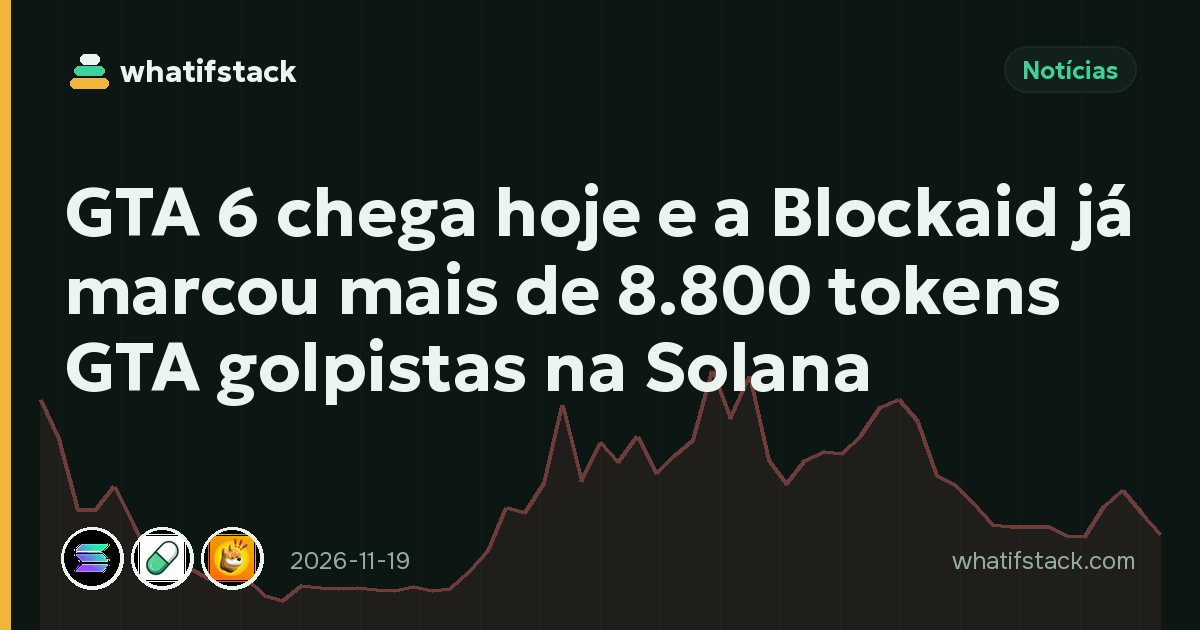 whatifstack
Notícias
GTA 6 chega hoje e a Blockaid já
marcou mais de 8.800 tokens
GTA golpistas na Solana
2026-11-19
whatifstack.com